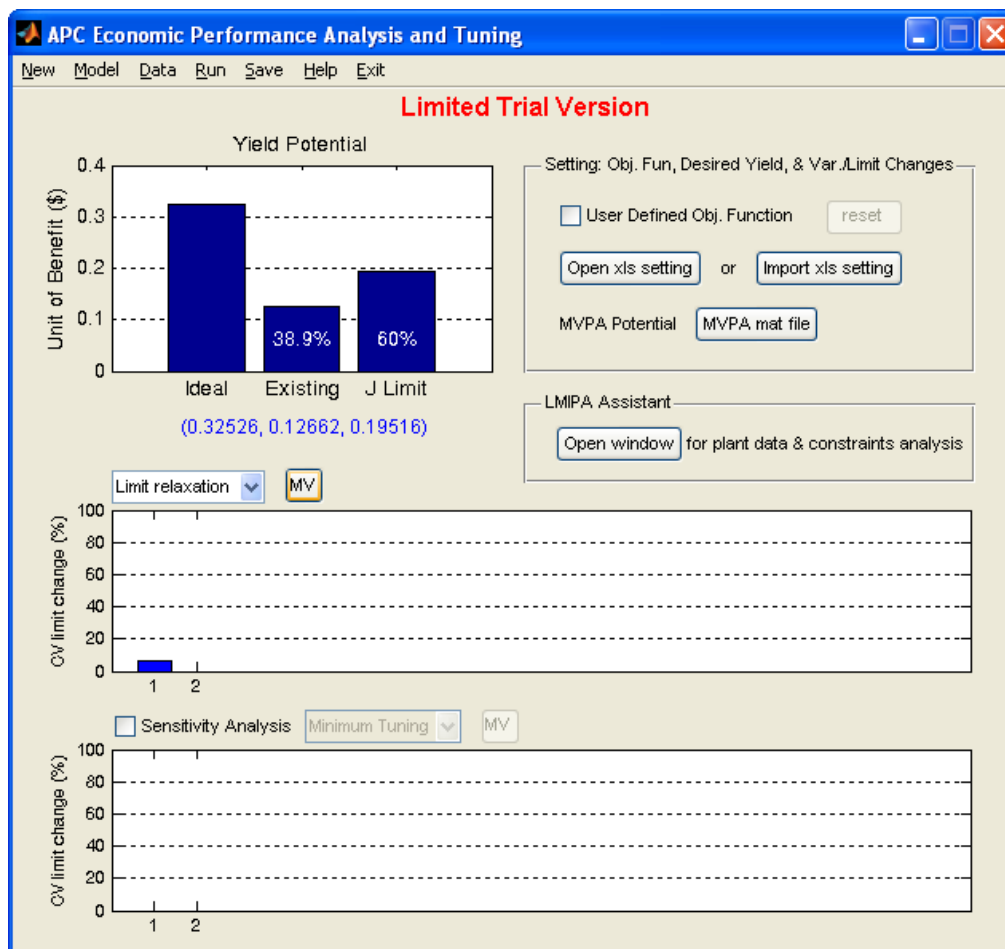 APC Economic Performance Analysis and Tuning
New Model Data Run Save Help Exit
Limited Trial Version
Yield Potential
Unit of Benefit ($)
0.4
0.3
0.2
0.1
0
38.9%
60%
Ideal Existing J Limit
(0.32526, 0.12662, 0.19516)
Setting: Obj. Fun, Desired Yield, & Var./Limit Changes
User Defined Obj. Function reset
Open xls setting or Import xls setting
MVPA Potential MVPA mat file
LMIPA Assistant
Open window for plant data & constraints analysis
Limit relaxation MV
CV limit change (%)
100
80
60
40
20
0
1 2
Sensitivity Analysis Minimum Tuning MV
CV limit change (%)
100
80
60
40
20
0
1 2